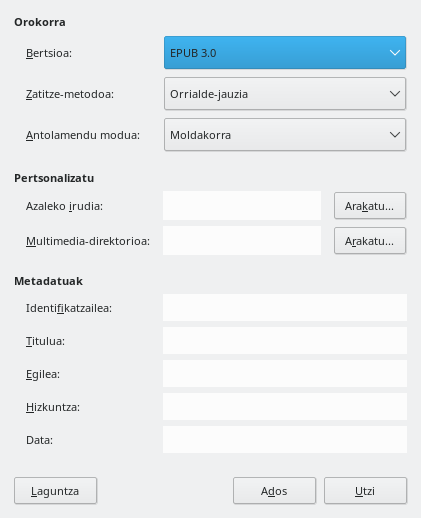 Orokorra
Bertsioa: EPUB 3.0
Zatitze-metodoa: Orrialde-jauzia
Antolamendu modua: Moldakorra
Pertsonalizatu
Azaleko irudia: Arakatu...
Multimedia-direktorioa: Arakatu...
Metadatuak
Identifikatzailea:
Titulua:
Egilea:
Hizkuntza:
Data:
Laguntza Ados Utzi